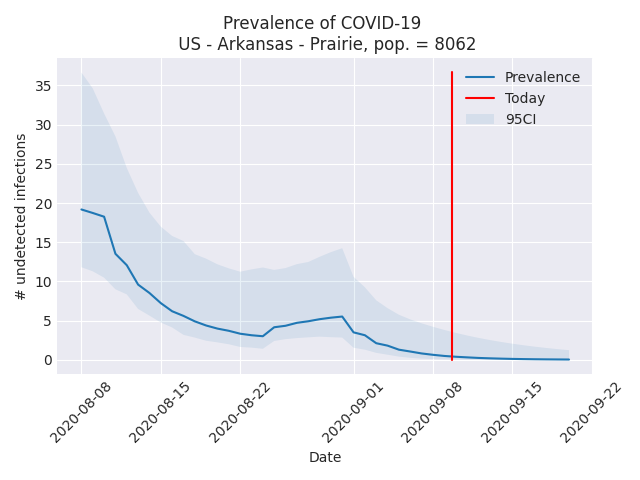 Prevalence of COVID-19
US - Arkansas - Prairie, pop. = 8062
# undetected infections
35
30
25
20
15
10
5
0
Prevalence
Today
95CI
2020-08-08
2020-08-15
2020-08-22
2020-09-01
2020-09-08
2020-09-15
2020-09-22
Date